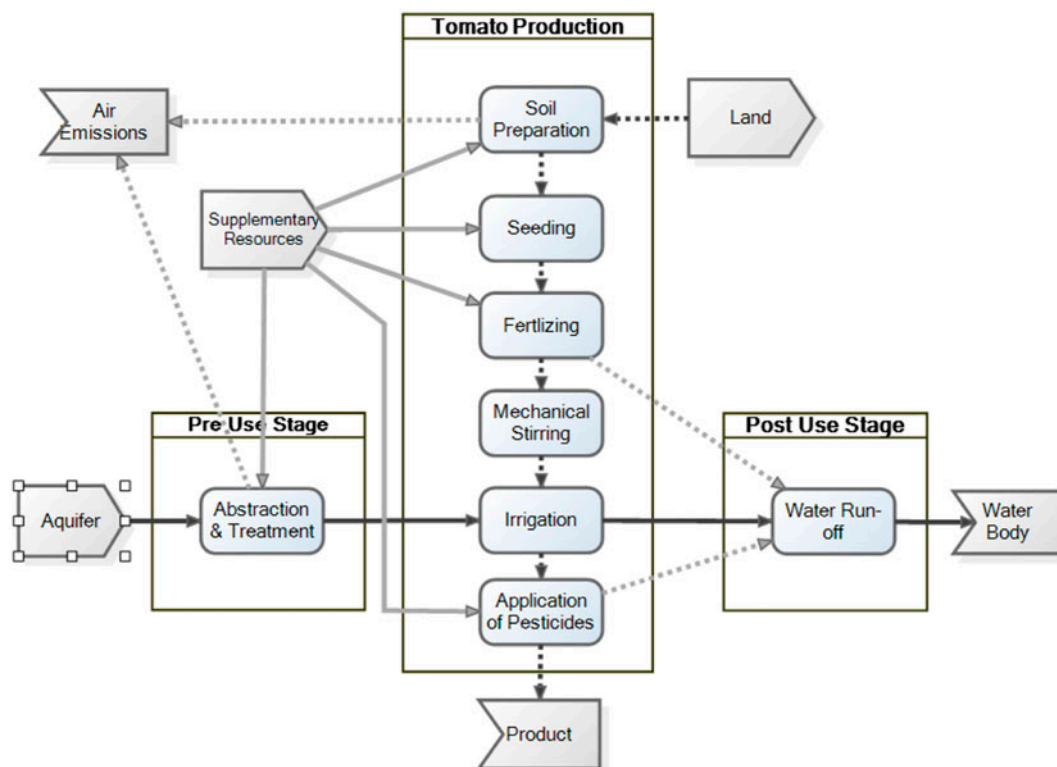 Tomato Production
Air
Emissions
Soil
Preparation
Land
Supplementary
Resources
Seeding
Fertlizing
Mechanical
Stirring
Pre Use Stage
Post Use Stage
Aquifer
Abstraction
& Treatment
Irrigation
Water Run-
off
Water
Body
Application
of Pesticides
Product